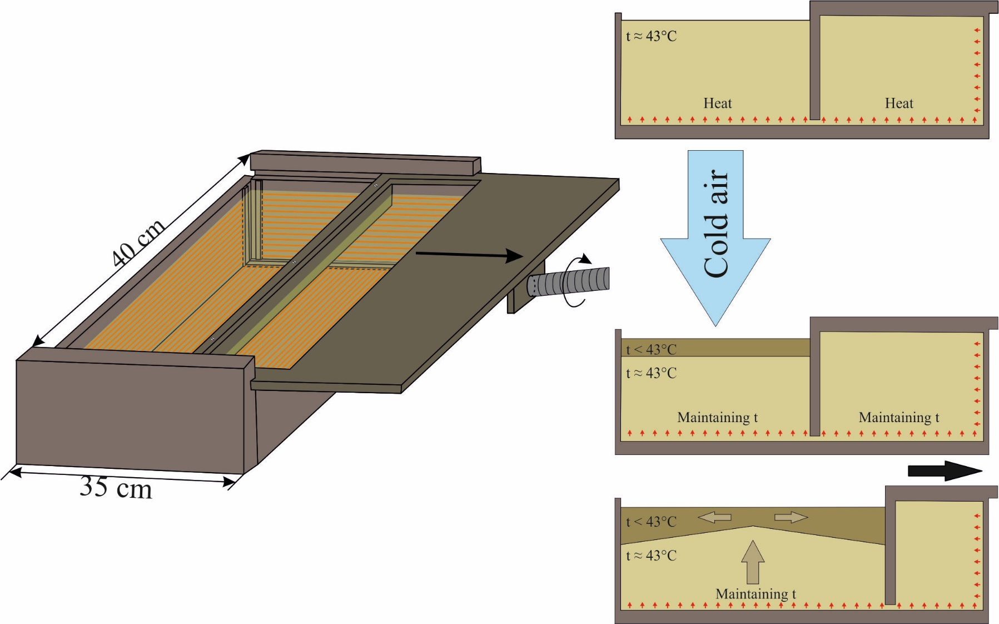 40 cm
35 cm
t ≈ 43°C
Heat
Heat
Cold air
t < 43°C
t ≈ 43°C
Maintaining t
Maintaining t
t < 43°C
t ≈ 43°C
Maintaining t